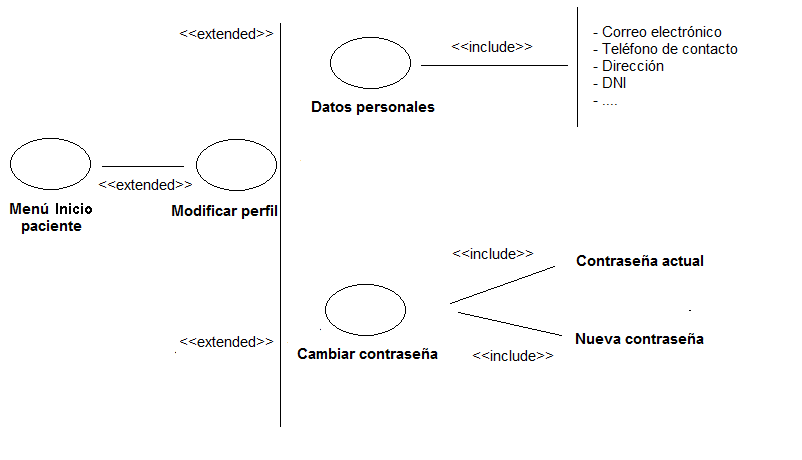 <<extended>>
<<include>>
- Correo electrónico
- Teléfono de contacto
- Dirección
- DNI
- ....
Datos personales
<<extended>>
Menú Inicio
paciente
Modificar perfil
<<include>>
Contraseña actual
<<extended>>
Cambiar contraseña
Nueva contraseña
<<include>>